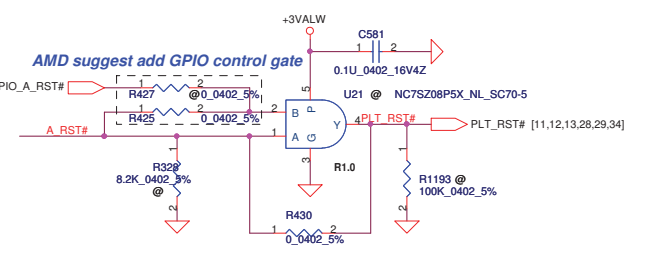 +3VALW
C581
1 2
0.1U_0402_16V4Z
AMD suggest add GPIO control gate
PIO_A_RST#
1 2
R427 @ 0_0402_5%
1 2
R425 0_0402_5%
U21 @ NC7SZ08P5X_NL_SC70-5
5
2 B P
1 A G Y 4
3
R1.0
A_RST#
PLT_RST#
PLT_RST# [11,12,13,28,29,34]
1
R328
8.2K_0402_5%
@
2
1
R1193 @
100K_0402_5%
2
R430
1 2
0_0402_5%